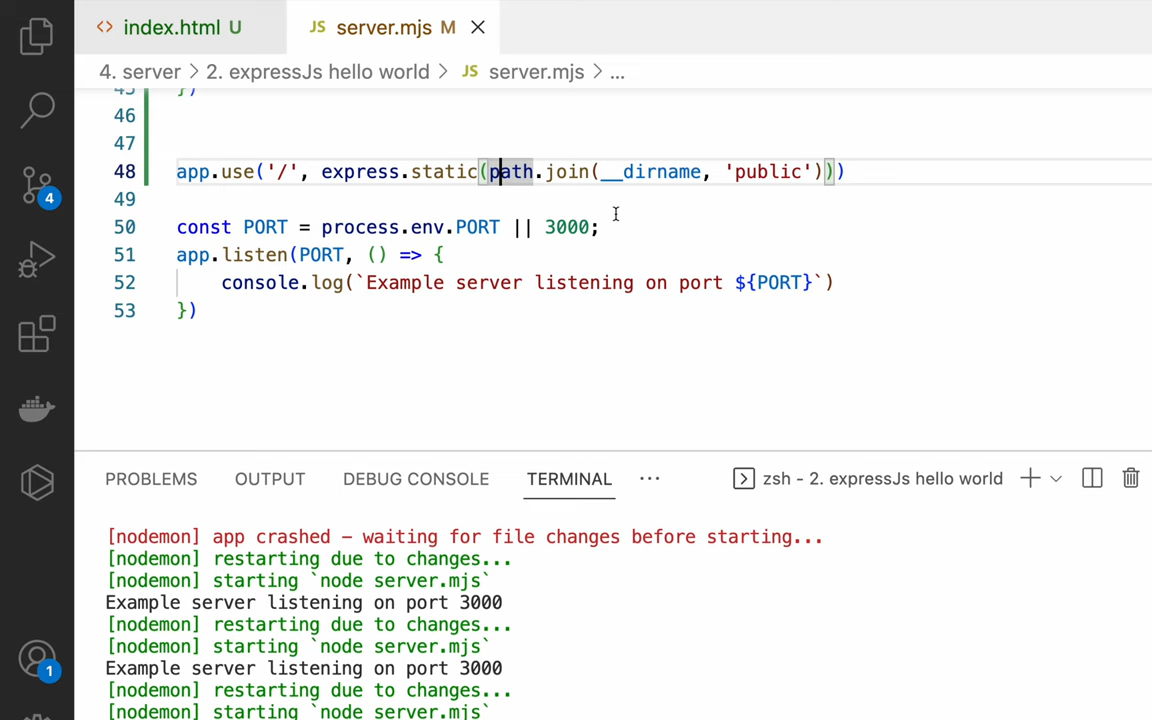 <> index.html U
JS server.mjs M
4. server > 2. expressJs hello world > JS server.mjs > ...
45 })
46
47
48 app.use('/', express.static(path.join(__dirname, 'public')))
49
50 const PORT = process.env.PORT || 3000;
51 app.listen(PORT, () => {
52 console.log(`Example server listening on port ${PORT}`)
53 })
4
PROBLEMS OUTPUT DEBUG CONSOLE TERMINAL ... zsh - 2. expressJs hello world
[nodemon] app crashed - waiting for file changes before starting...
[nodemon] restarting due to changes...
[nodemon] starting `node server.mjs`
Example server listening on port 3000
[nodemon] restarting due to changes...
[nodemon] starting `node server.mjs`
Example server listening on port 3000
[nodemon] restarting due to changes...
[nodemon] starting `node server.mjs`
1